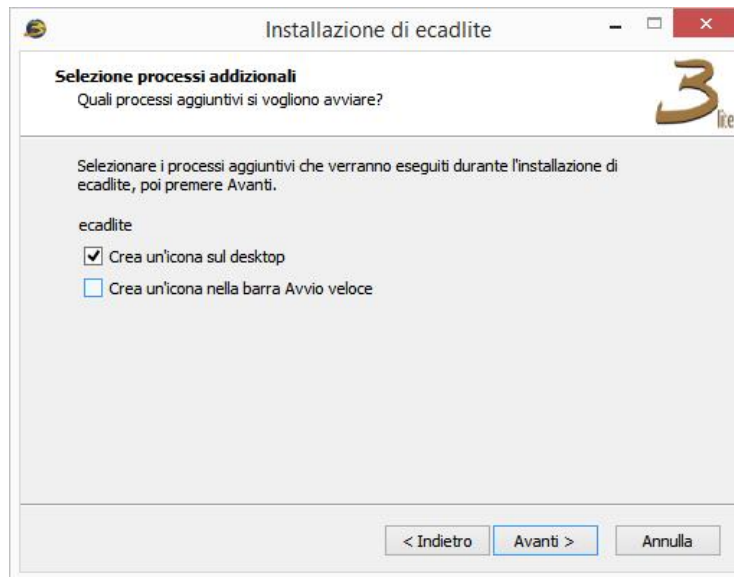 Installazione di ecadlite
Selezione processi addizionali
Quali processi aggiuntivi si vogliono avviare?
3
lite
Selezionare i processi aggiuntivi che verranno eseguiti durante l'installazione di
ecadlite, poi premere Avanti.
ecadlite
Crea un'icona sul desktop
Crea un'icona nella barra Avvio veloce
< Indietro
Avanti >
Annulla